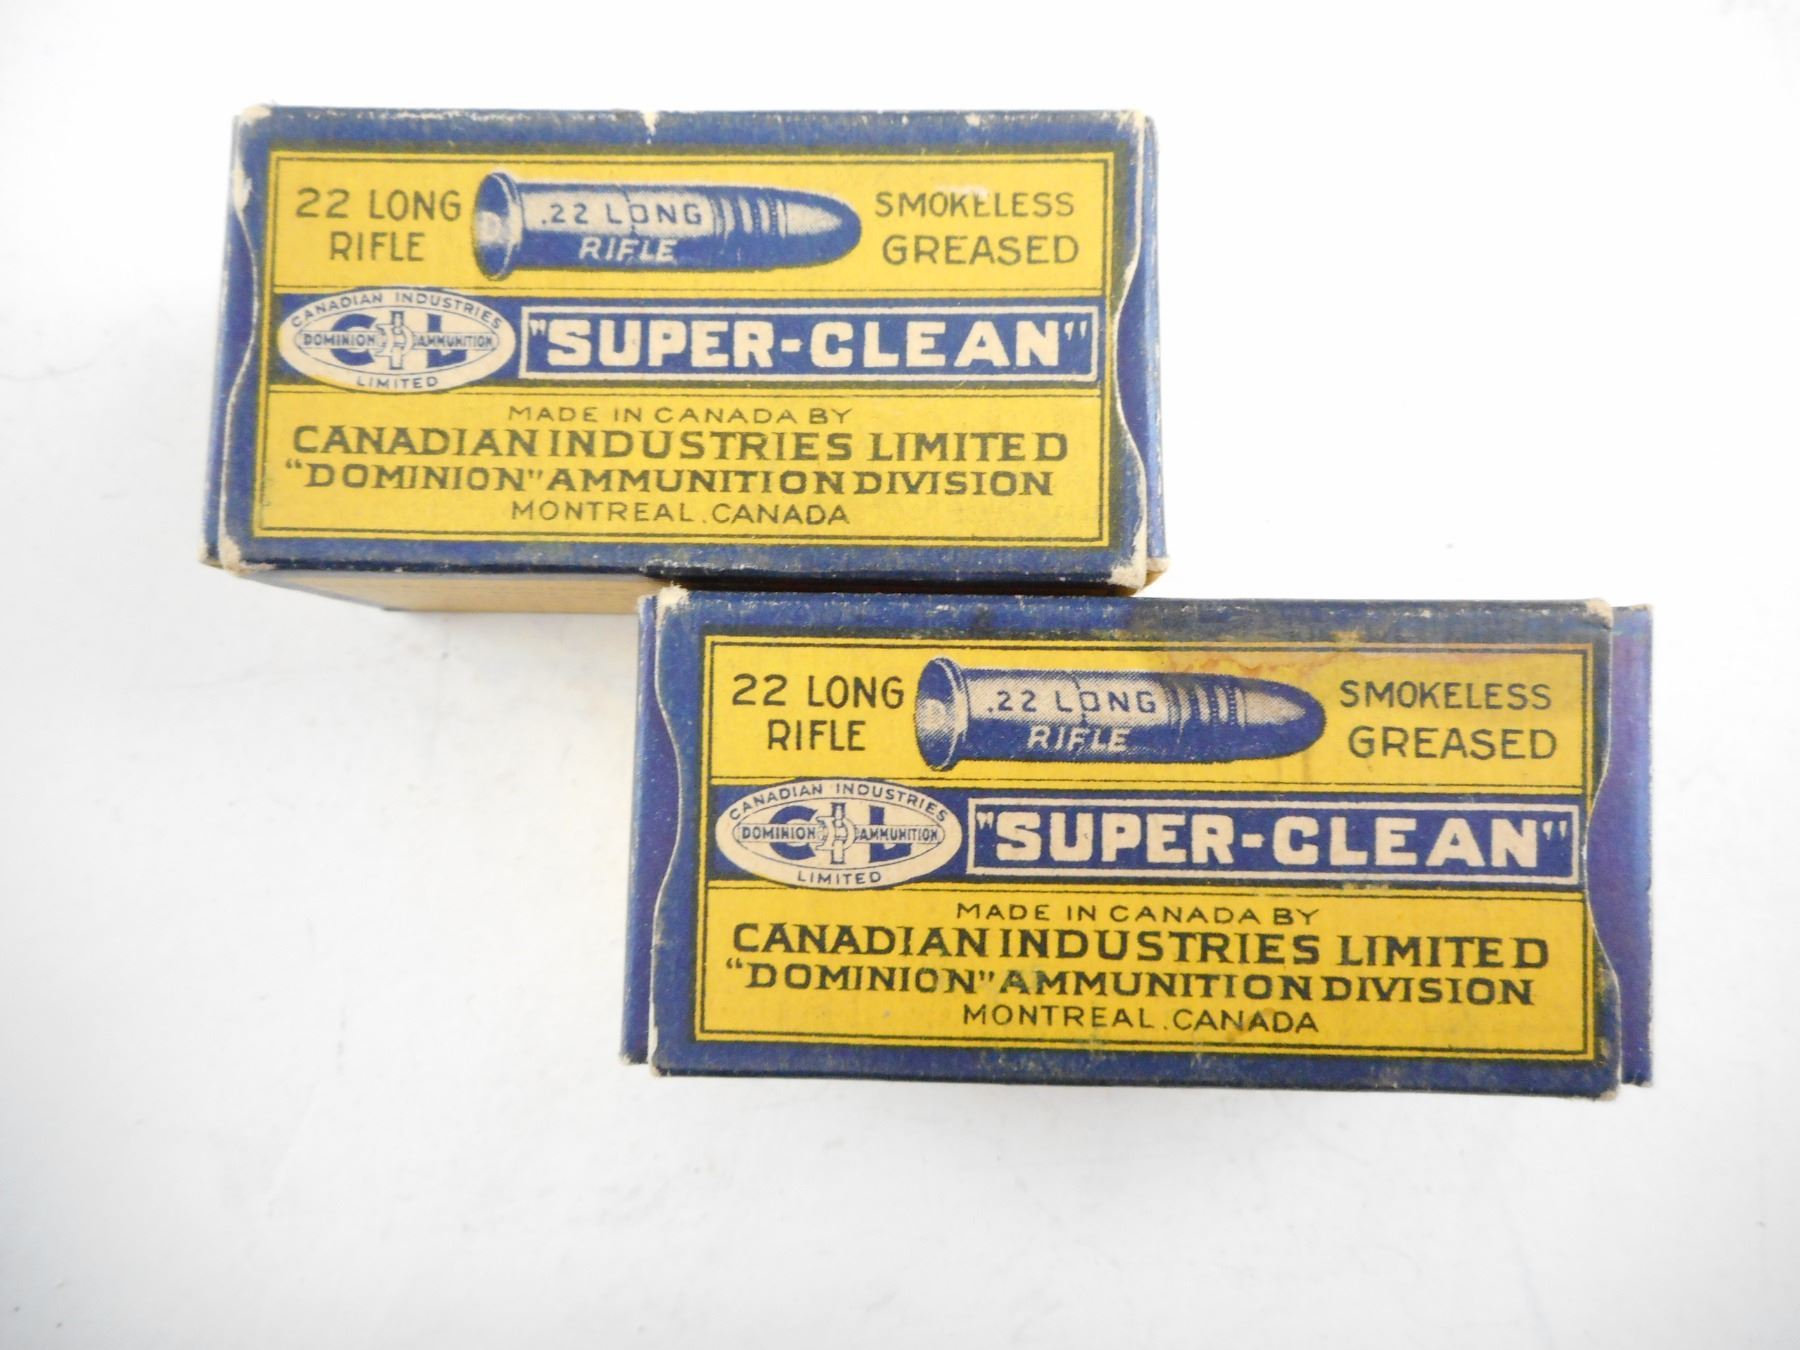 22 LONG RIFLE
.22 LONG RIFLE
SMOKELESS GREASED
CANADIAN INDUSTRIES
CIL
DOMINION AMMUNITION
LIMITED
"SUPER-CLEAN"
MADE IN CANADA BY
CANADIAN INDUSTRIES LIMITED
"DOMINION" AMMUNITION DIVISION
MONTREAL, CANADA
22 LONG RIFLE
.22 LONG RIFLE
SMOKELESS GREASED
CANADIAN INDUSTRIES
CIL
DOMINION AMMUNITION
LIMITED
"SUPER-CLEAN"
MADE IN CANADA BY
CANADIAN INDUSTRIES LIMITED
"DOMINION" AMMUNITION DIVISION
MONTREAL, CANADA